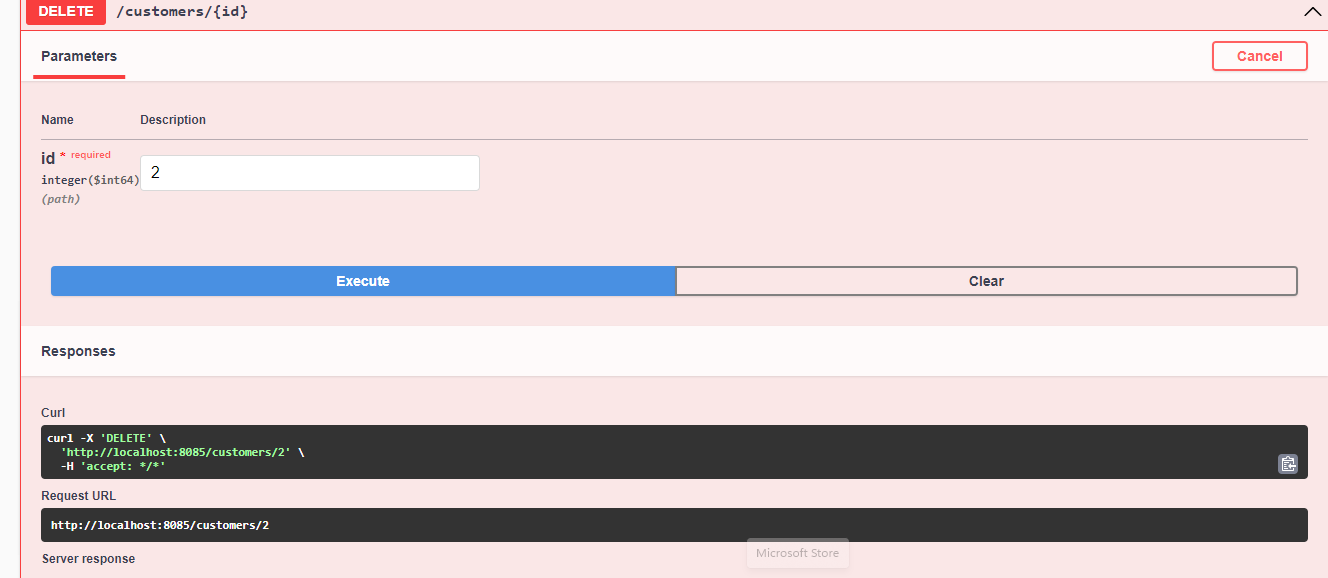 DELETE /customers/{id}
Parameters
Cancel
Name Description
id * required
integer($int64)
(path)
2
Execute
Clear
Responses
Curl
curl -X 'DELETE' \
'http://localhost:8085/customers/2' \
-H 'accept: */*'
Request URL
http://localhost:8085/customers/2
Microsoft Store
Server response